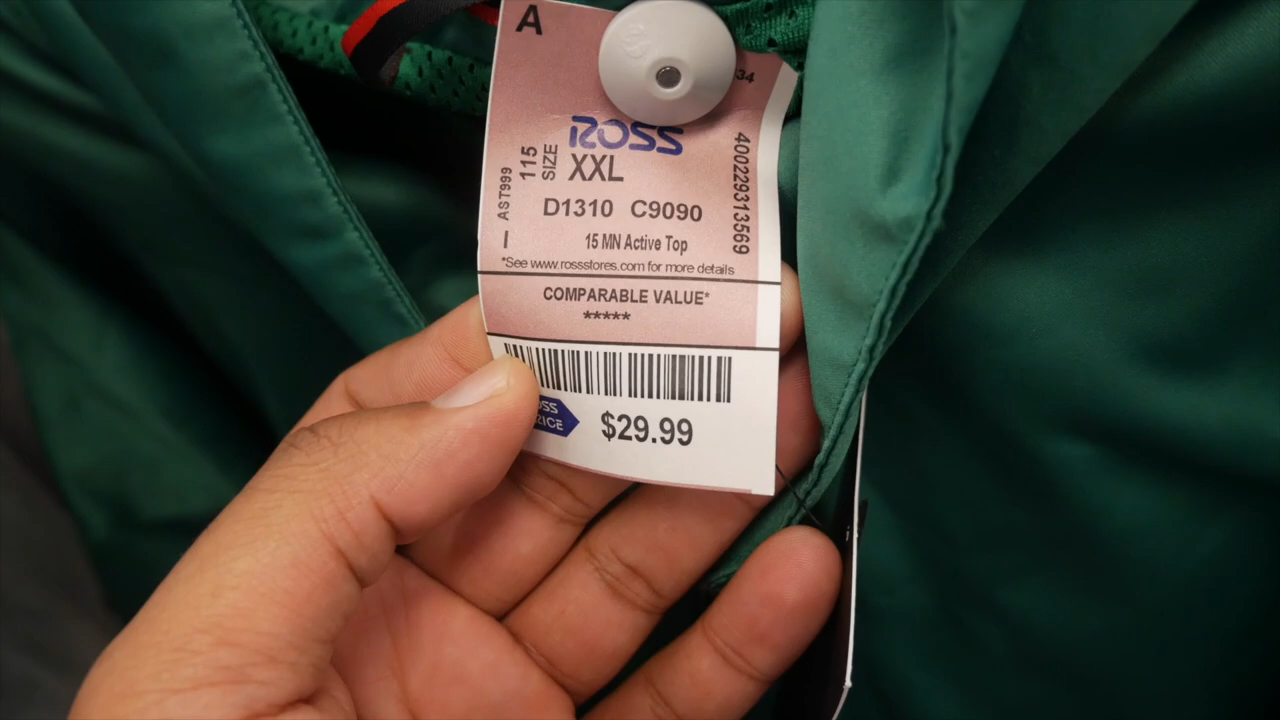 A
34
ROSS
SIZE
XXL
115
AST999
I
400229313569
D1310 C9090
15 MN Active Top
*See www.rossstores.com for more details
COMPARABLE VALUE*
*****
$29.99